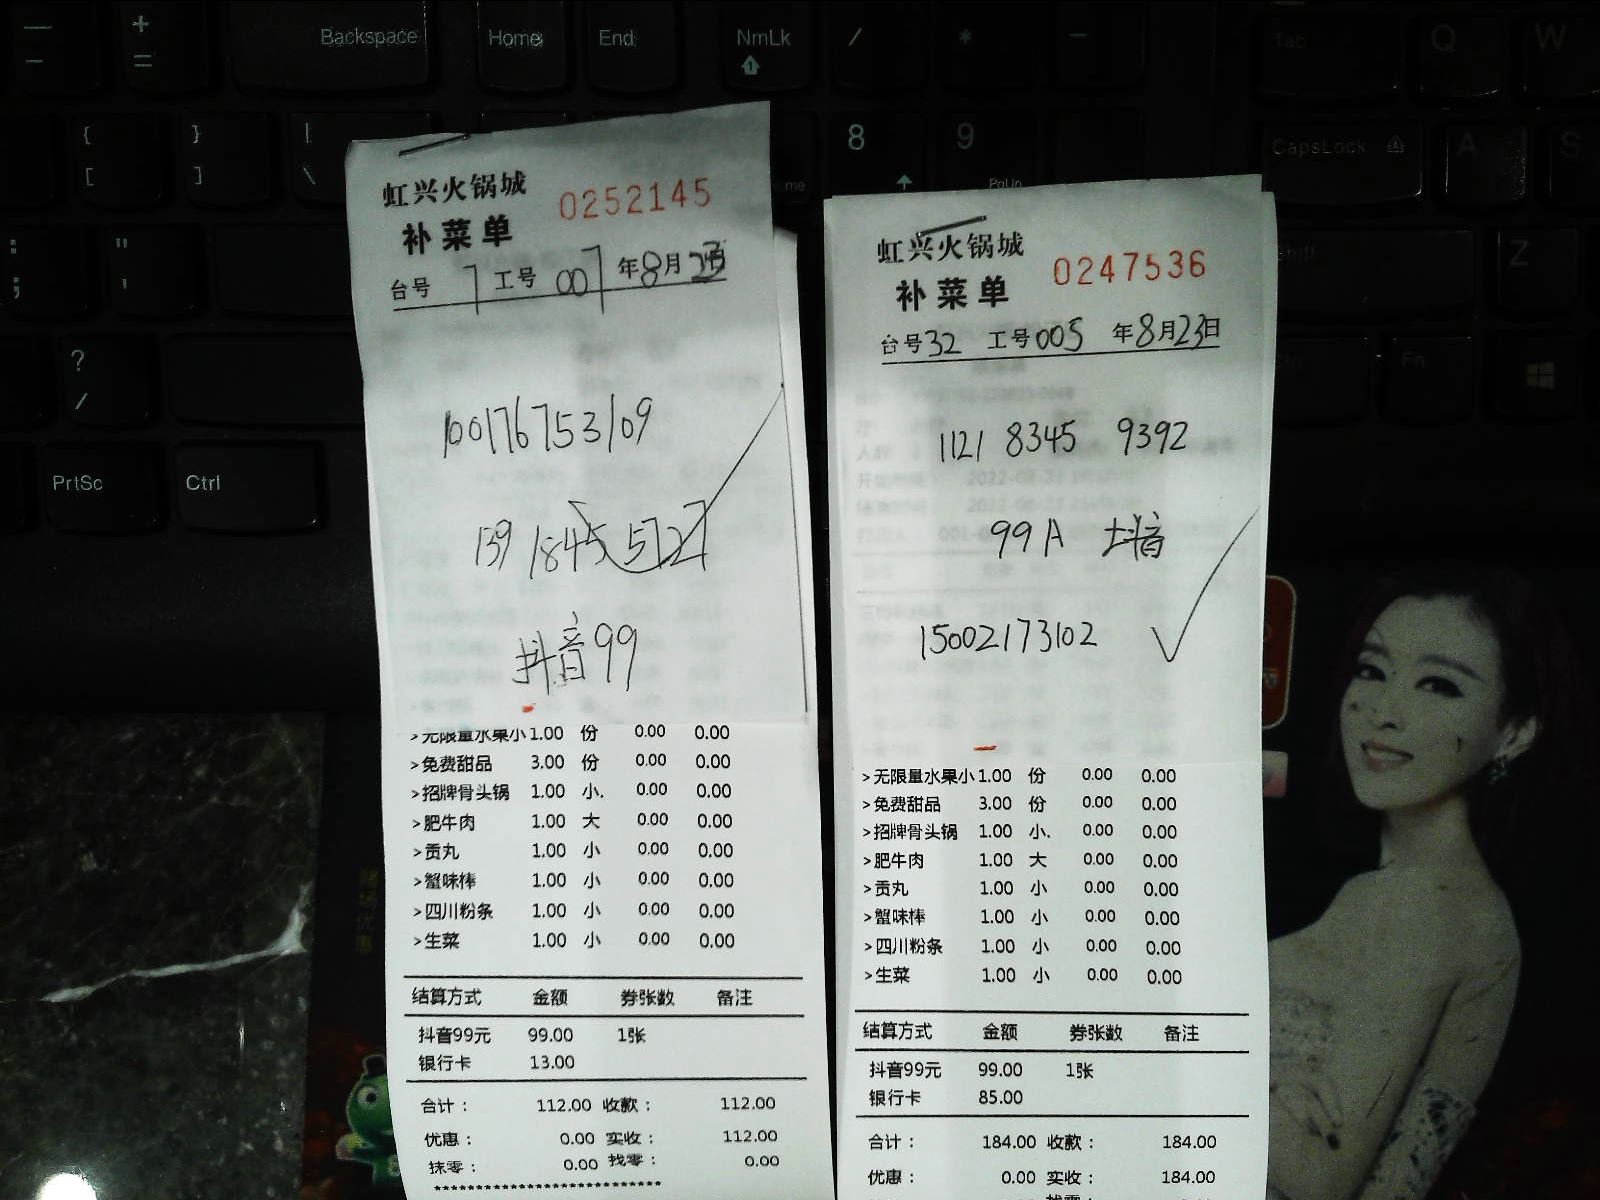 Backspace
Home
End
NmLk
8
9
PrtSc
Ctrl
Tab
Q
W
CapsLock
A
S
Z
Fn
虹兴火锅城
0252145
补菜单
台号 7 工号 007 年8月23日
100176753109
139 1845 5727
抖音99
>无限量水果小 1.00 份 0.00 0.00
>免费甜品 3.00 份 0.00 0.00
>招牌骨头锅 1.00 小. 0.00 0.00
>肥牛肉 1.00 大 0.00 0.00
>贡丸 1.00 小 0.00 0.00
>蟹味棒 1.00 小 0.00 0.00
>四川粉条 1.00 小 0.00 0.00
>生菜 1.00 小 0.00 0.00
结算方式 金额 券张数 备注
抖音99元 99.00 1张
银行卡 13.00
合计: 112.00 收款: 112.00
优惠: 0.00 实收: 112.00
抹零: 0.00 找零: 0.00
虹兴火锅城
0247536
补菜单
台号32 工号005 年8月23日
1121 8345 9392
99A 抖音
15002173102
>无限量水果小 1.00 份 0.00 0.00
>免费甜品 3.00 份 0.00 0.00
>招牌骨头锅 1.00 小. 0.00 0.00
>肥牛肉 1.00 大 0.00 0.00
>贡丸 1.00 小 0.00 0.00
>蟹味棒 1.00 小 0.00 0.00
>四川粉条 1.00 小 0.00 0.00
>生菜 1.00 小 0.00 0.00
结算方式 金额 券张数 备注
抖音99元 99.00 1张
银行卡 85.00
合计: 184.00 收款: 184.00
优惠: 0.00 实收: 184.00